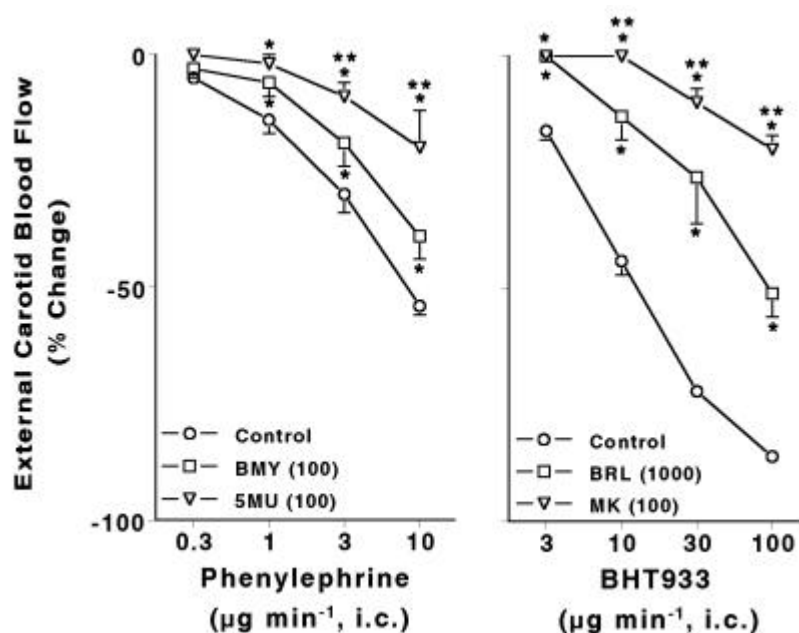 External Carotid Blood Flow
(% Change)
0
-50
-100
* ** **
* *
* * *
Control
BMY (100)
5MU (100)
0.3 1 3 10
Phenylephrine
(µg min-1, i.c.)
* ** **
* * *
* * * *
**
Control
BRL (1000)
MK (100)
3 10 30 100
BHT933
(µg min-1, i.c.)